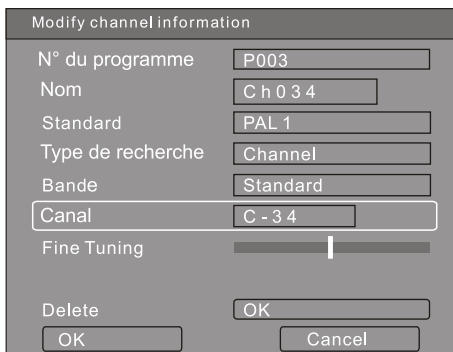 Modify channel information
N° du programme P003
Nom Ch034
Standard PAL 1
Type de recherche Channel
Bande Standard
Canal C-34
Fine Tuning
Delete OK
OK Cancel